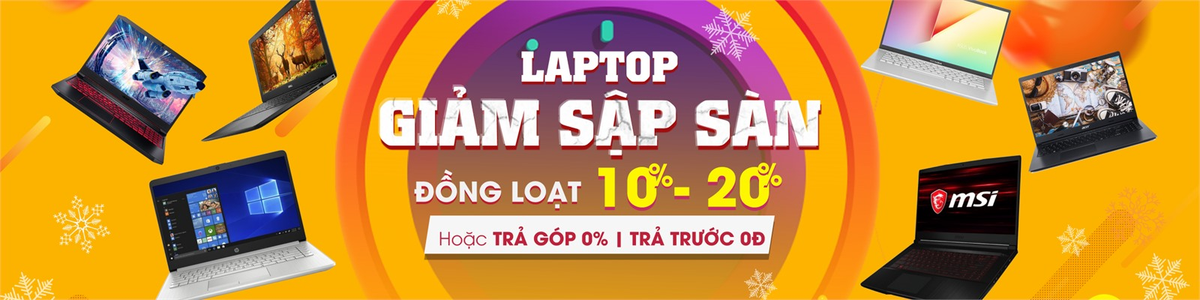 LAPTOP
GIẢM SẬP SÀN
ĐỒNG LOẠT 10% - 20%
Hoặc TRẢ GÓP 0% | TRẢ TRƯỚC 0Đ
msi